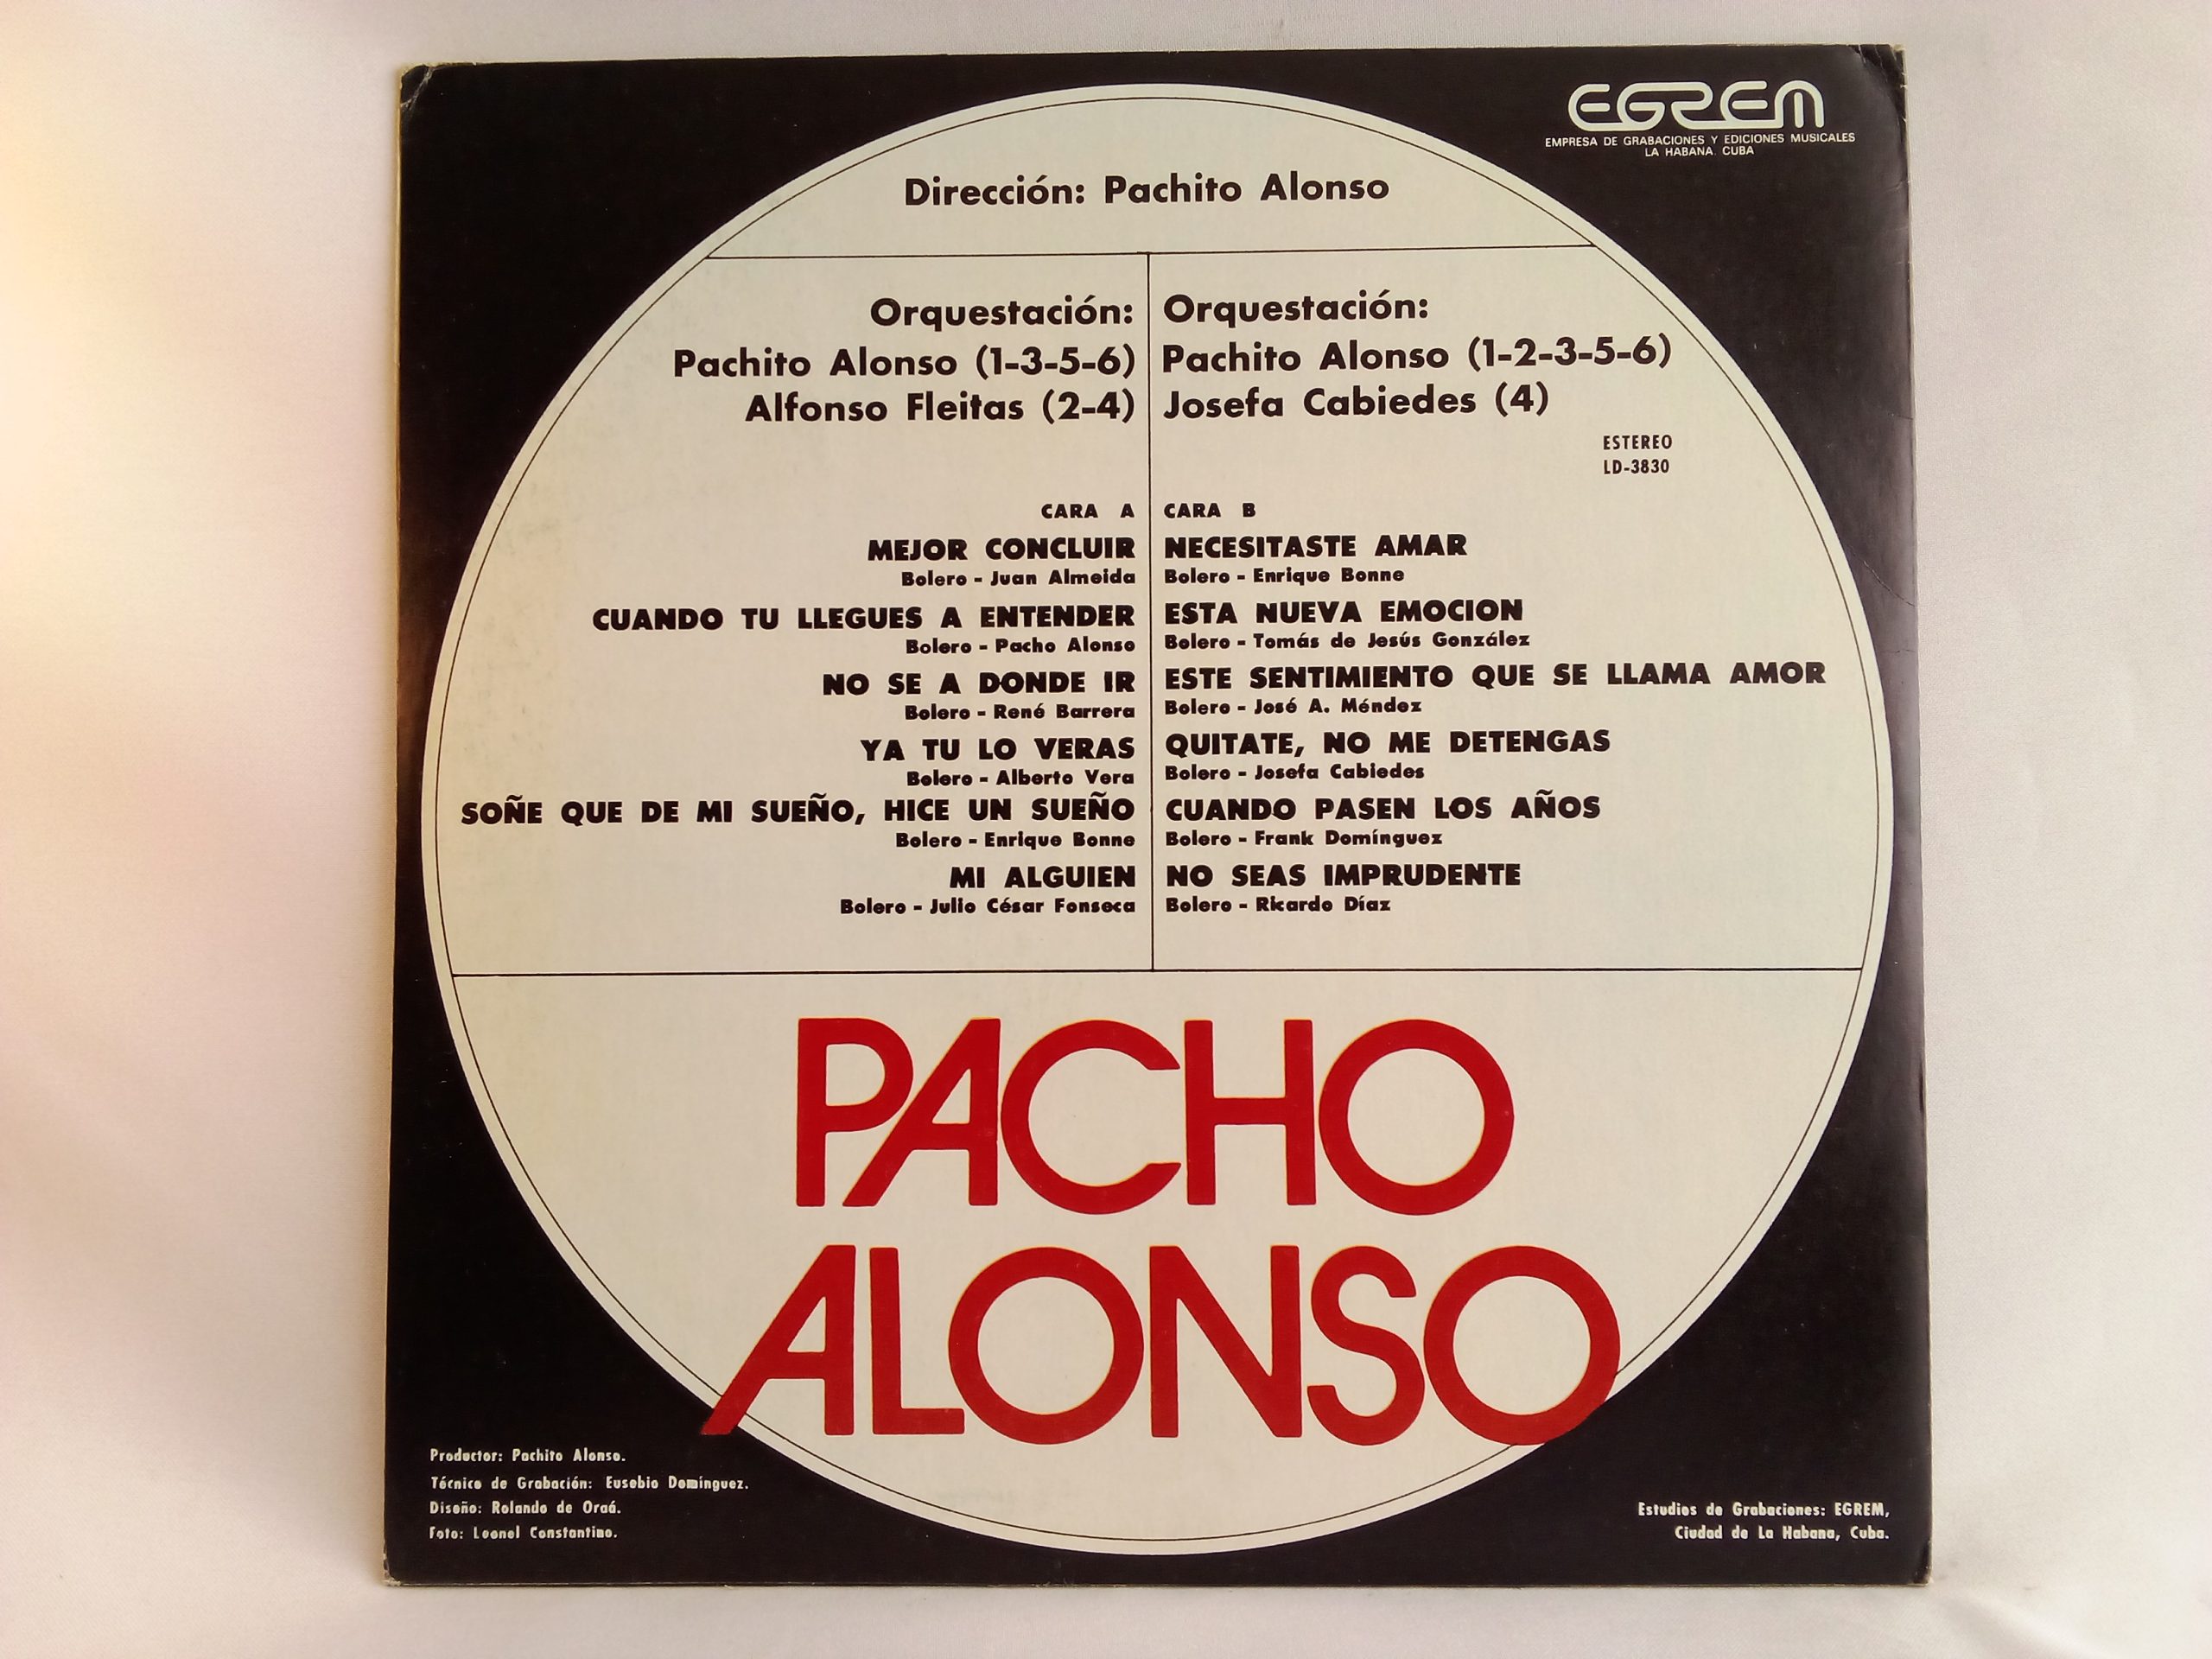 EGREM
EMPRESA DE GRABACIONES Y EDICIONES MUSICALES
LA HABANA. CUBA
Dirección: Pachito Alonso
Orquestación:
Pachito Alonso (1-3-5-6)
Alfonso Fleitas (2-4)
Orquestación:
Pachito Alonso (1-2-3-5-6)
Josefa Cabiedes (4)
ESTEREO
LD-3830
CARA A
MEJOR CONCLUIR
Bolero - Juan Almeida
CUANDO TU LLEGUES A ENTENDER
Bolero - Pacho Alonso
NO SE A DONDE IR
Bolero - René Barrera
YA TU LO VERAS
Bolero - Alberto Vera
SOÑE QUE DE MI SUEÑO, HICE UN SUEÑO
Bolero - Enrique Bonne
MI ALGUIEN
Bolero - Julio César Fonseca
CARA B
NECESITASTE AMAR
Bolero - Enrique Bonne
ESTA NUEVA EMOCION
Bolero - Tomás de Jesús González
ESTE SENTIMIENTO QUE SE LLAMA AMOR
Bolero - José A. Méndez
QUITATE, NO ME DETENGAS
Bolero - Josefa Cabiedes
CUANDO PASEN LOS AÑOS
Bolero - Frank Domínguez
NO SEAS IMPRUDENTE
Bolero - Ricardo Díaz
PACHO
ALONSO
Productor: Pachito Alonso.
Técnico de Grabación: Eusebio Domínguez.
Diseño: Rolando de Oraá.
Foto: Leonel Constantino.
Estudios de Grabaciones: EGREM,
Ciudad de La Habana, Cuba.